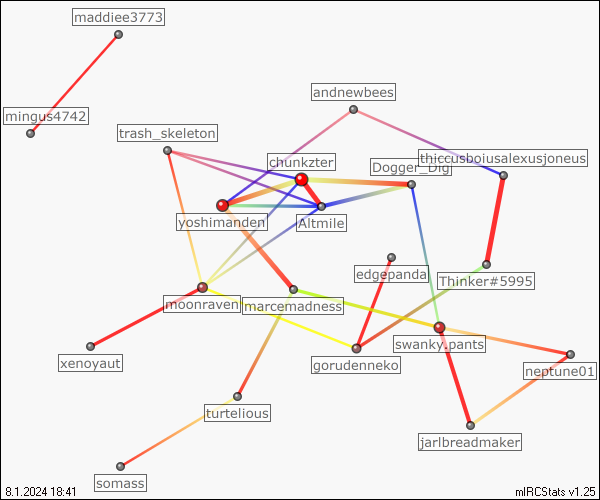 maddiee3773
andnewbees
mingus4742
trash_skeleton
chunkzter
Dogger_Dig
thiccusboiusalexusjoneus
yoshimanden
Altmile
edgepanda
Thinker#5995
moonraven
marcemadness
swanky.pants
xenoyaut
gorudenneko
neptune01
turtelious
jarlbreadmaker
somass
8.1.2024 18:41
mIRCStats v1.25